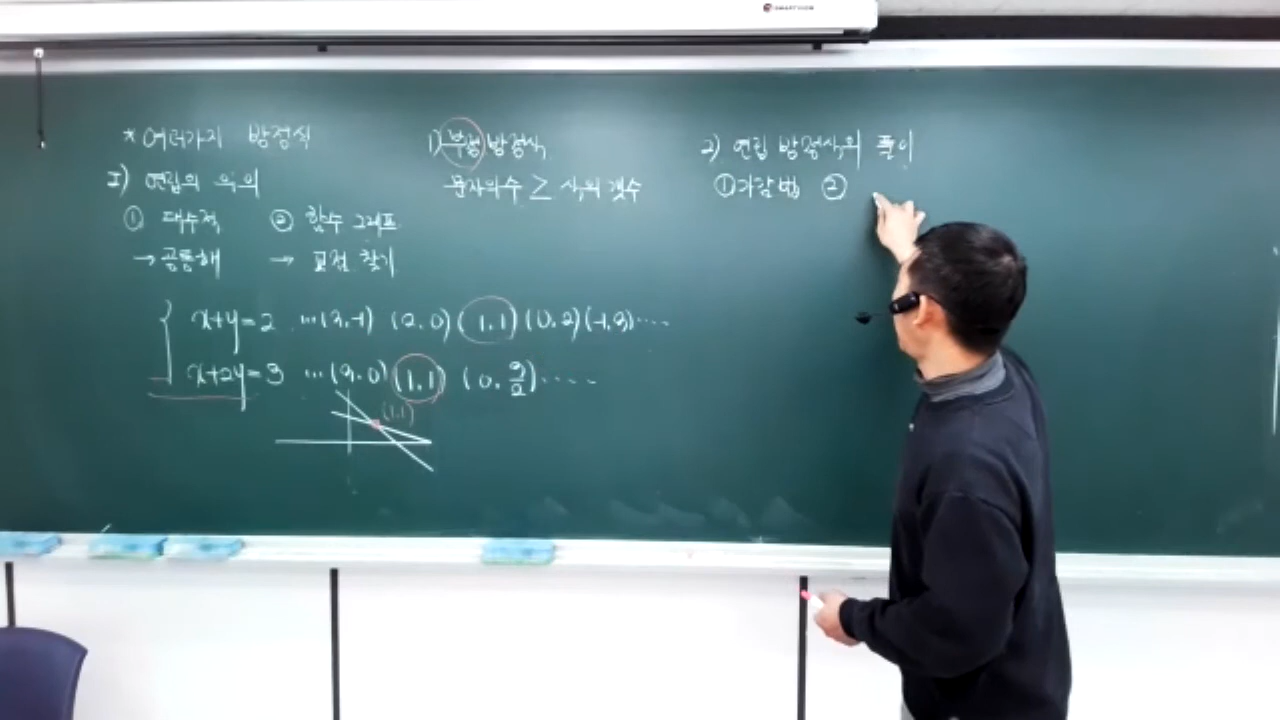 * 여러가지 방정식
I) 연립의 의의
① 대수적 ② 함수 그래프
→ 공통해 → 교점 찾기
x+y=2 ...(3,-1) (2,0) (1,1) (0,2) (-1,3)....
x+2y=3 ...(3,0) (1,1) (0, 3/2)....
(1,1)
1) 부정방정식
문자의수 ≥ 식의 갯수
2) 연립 방정식의 풀이
①가감법 ②